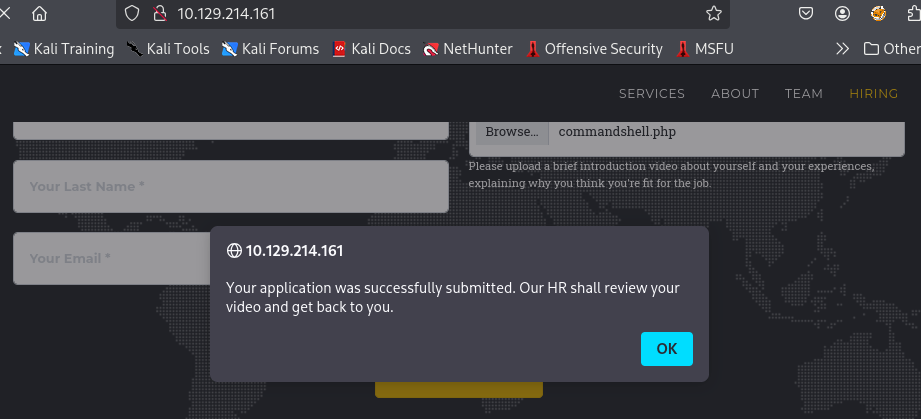 10.129.214.161
Kali Training Kali Tools Kali Forums Kali Docs NetHunter Offensive Security MSFU Other
SERVICES ABOUT TEAM HIRING
Browse... commandshell.php
Please upload a brief introduction video about yourself and your experiences,
explaining why you think you're fit for the job.
Your Last Name *
Your Email *
10.129.214.161
Your application was successfully submitted. Our HR shall review your
video and get back to you.
OK